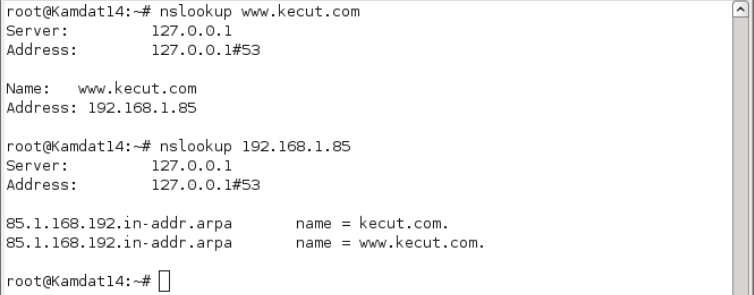 root@Kamdat14:~# nslookup www.kecut.com
Server: 127.0.0.1
Address: 127.0.0.1#53
Name: www.kecut.com
Address: 192.168.1.85
root@Kamdat14:~# nslookup 192.168.1.85
Server: 127.0.0.1
Address: 127.0.0.1#53
85.1.168.192.in-addr.arpa name = kecut.com.
85.1.168.192.in-addr.arpa name = www.kecut.com.
root@Kamdat14:~#